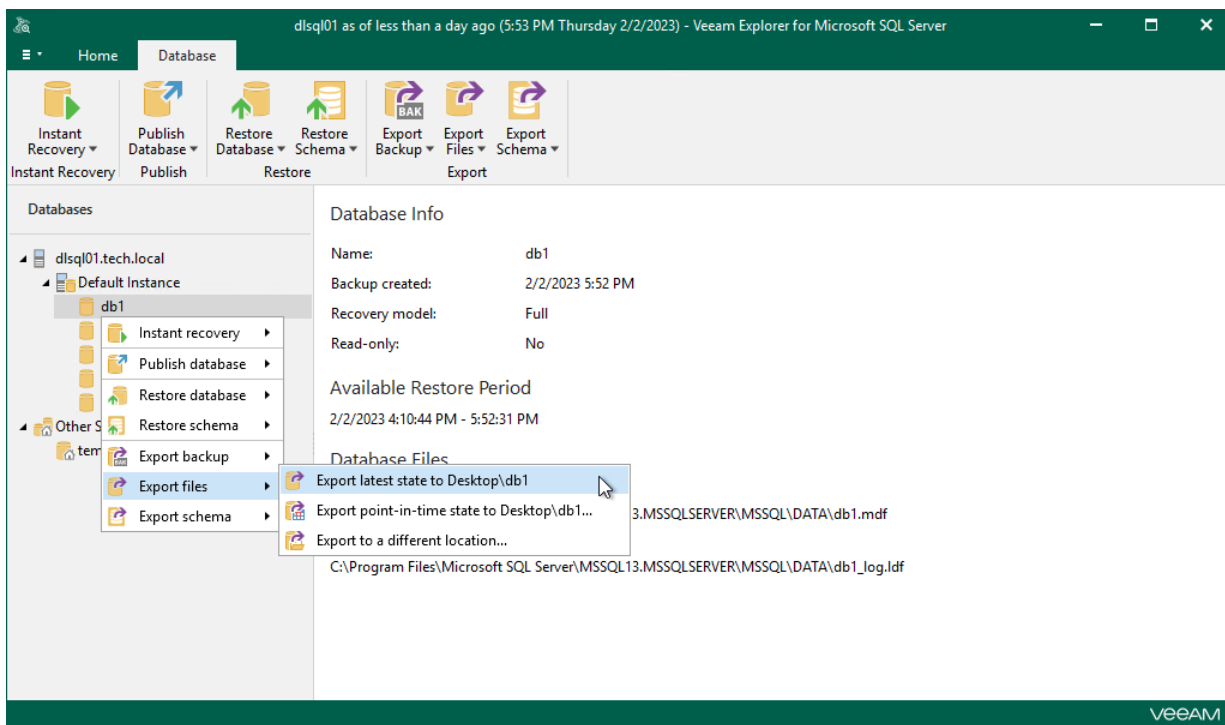 dlsql01 as of less than a day ago (5:53 PM Thursday 2/2/2023) - Veeam Explorer for Microsoft SQL Server
Home Database
Instant Recovery
Publish Database
Restore Database
Restore Schema
BAK
Export Backup
Export Files
Export Schema
Instant Recovery Publish Restore Export
Databases
dlsql01.tech.local
Default Instance
db1
Other S
tem
Instant recovery
Publish database
Restore database
Restore schema
Export backup
Export files
Export schema
Export latest state to Desktop\db1
Export point-in-time state to Desktop\db1...
Export to a different location...
Database Info
Name: db1
Backup created: 2/2/2023 5:52 PM
Recovery model: Full
Read-only: No
Available Restore Period
2/2/2023 4:10:44 PM - 5:52:31 PM
Database Files
3.MSSQLSERVER\MSSQL\DATA\db1.mdf
C:\Program Files\Microsoft SQL Server\MSSQL13.MSSQLSERVER\MSSQL\DATA\db1_log.ldf
veeam